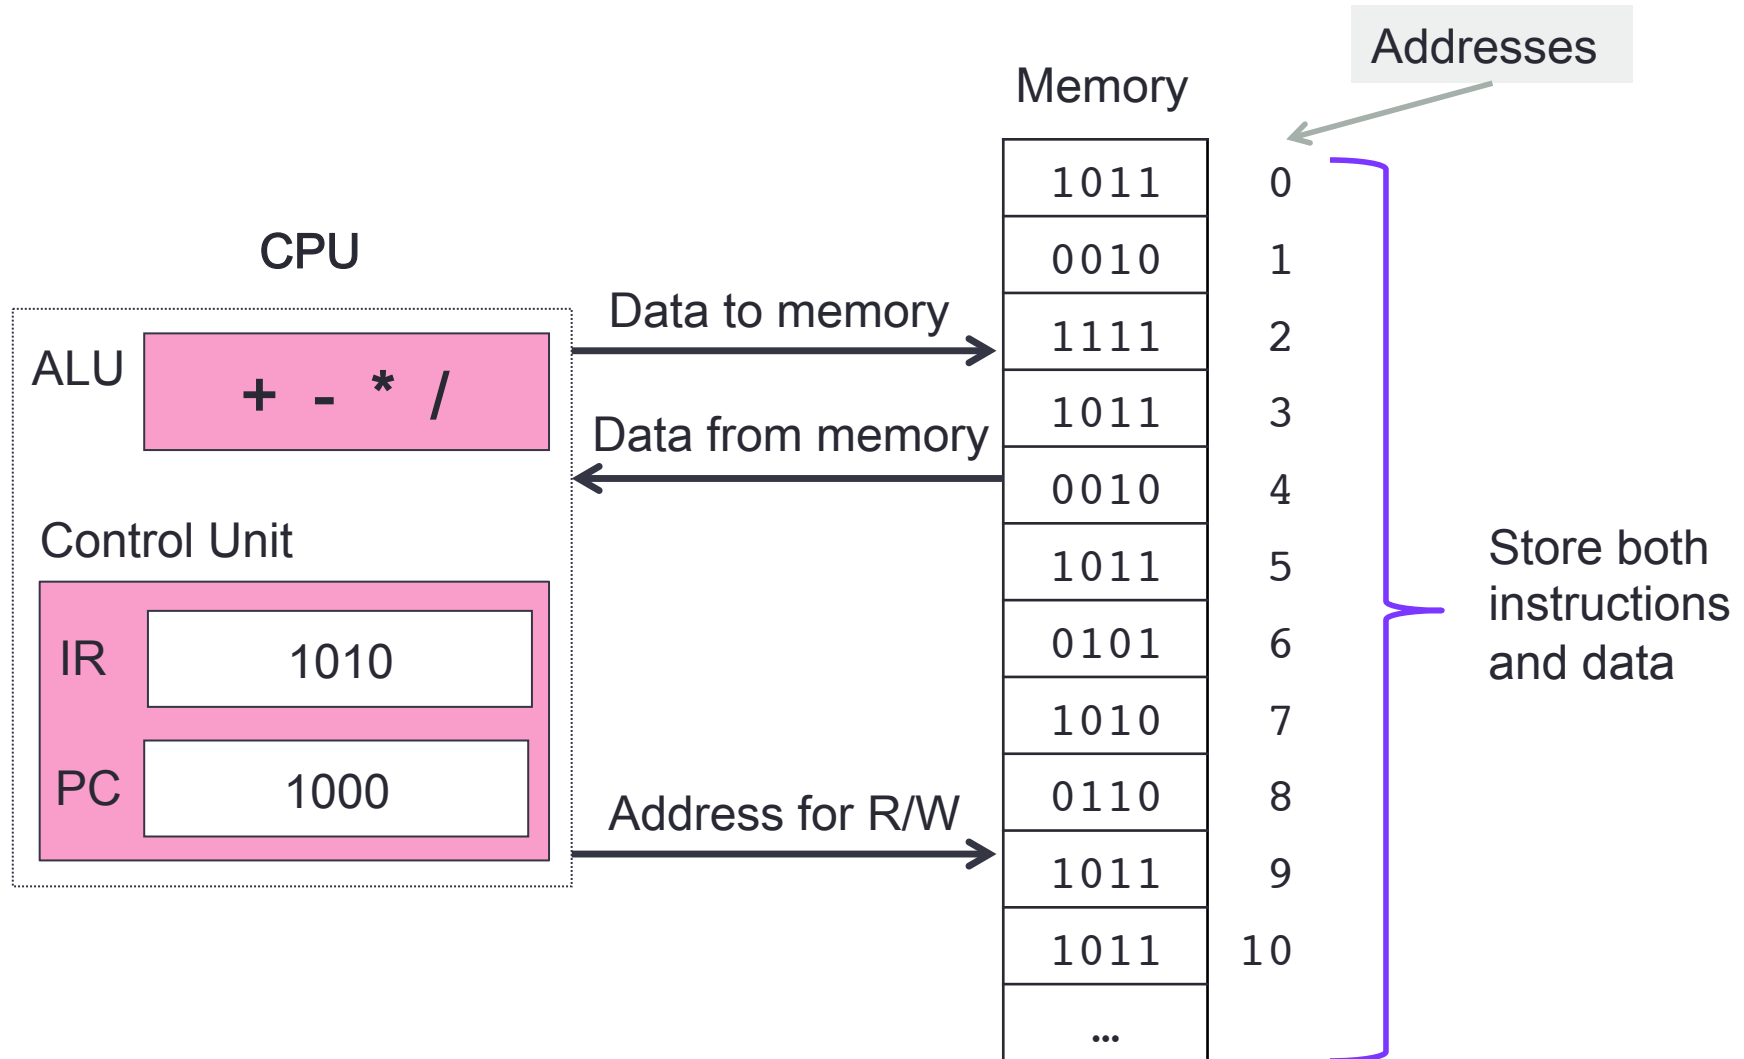 Addresses
Memory
CPU
ALU
+ - * /
Control Unit
IR 1010
PC 1000
Data to memory
Data from memory
Address for R/W
1011 0
0010 1
1111 2
1011 3
0010 4
1011 5
0101 6
1010 7
0110 8
1011 9
1011 10
...
Store both
instructions
and data